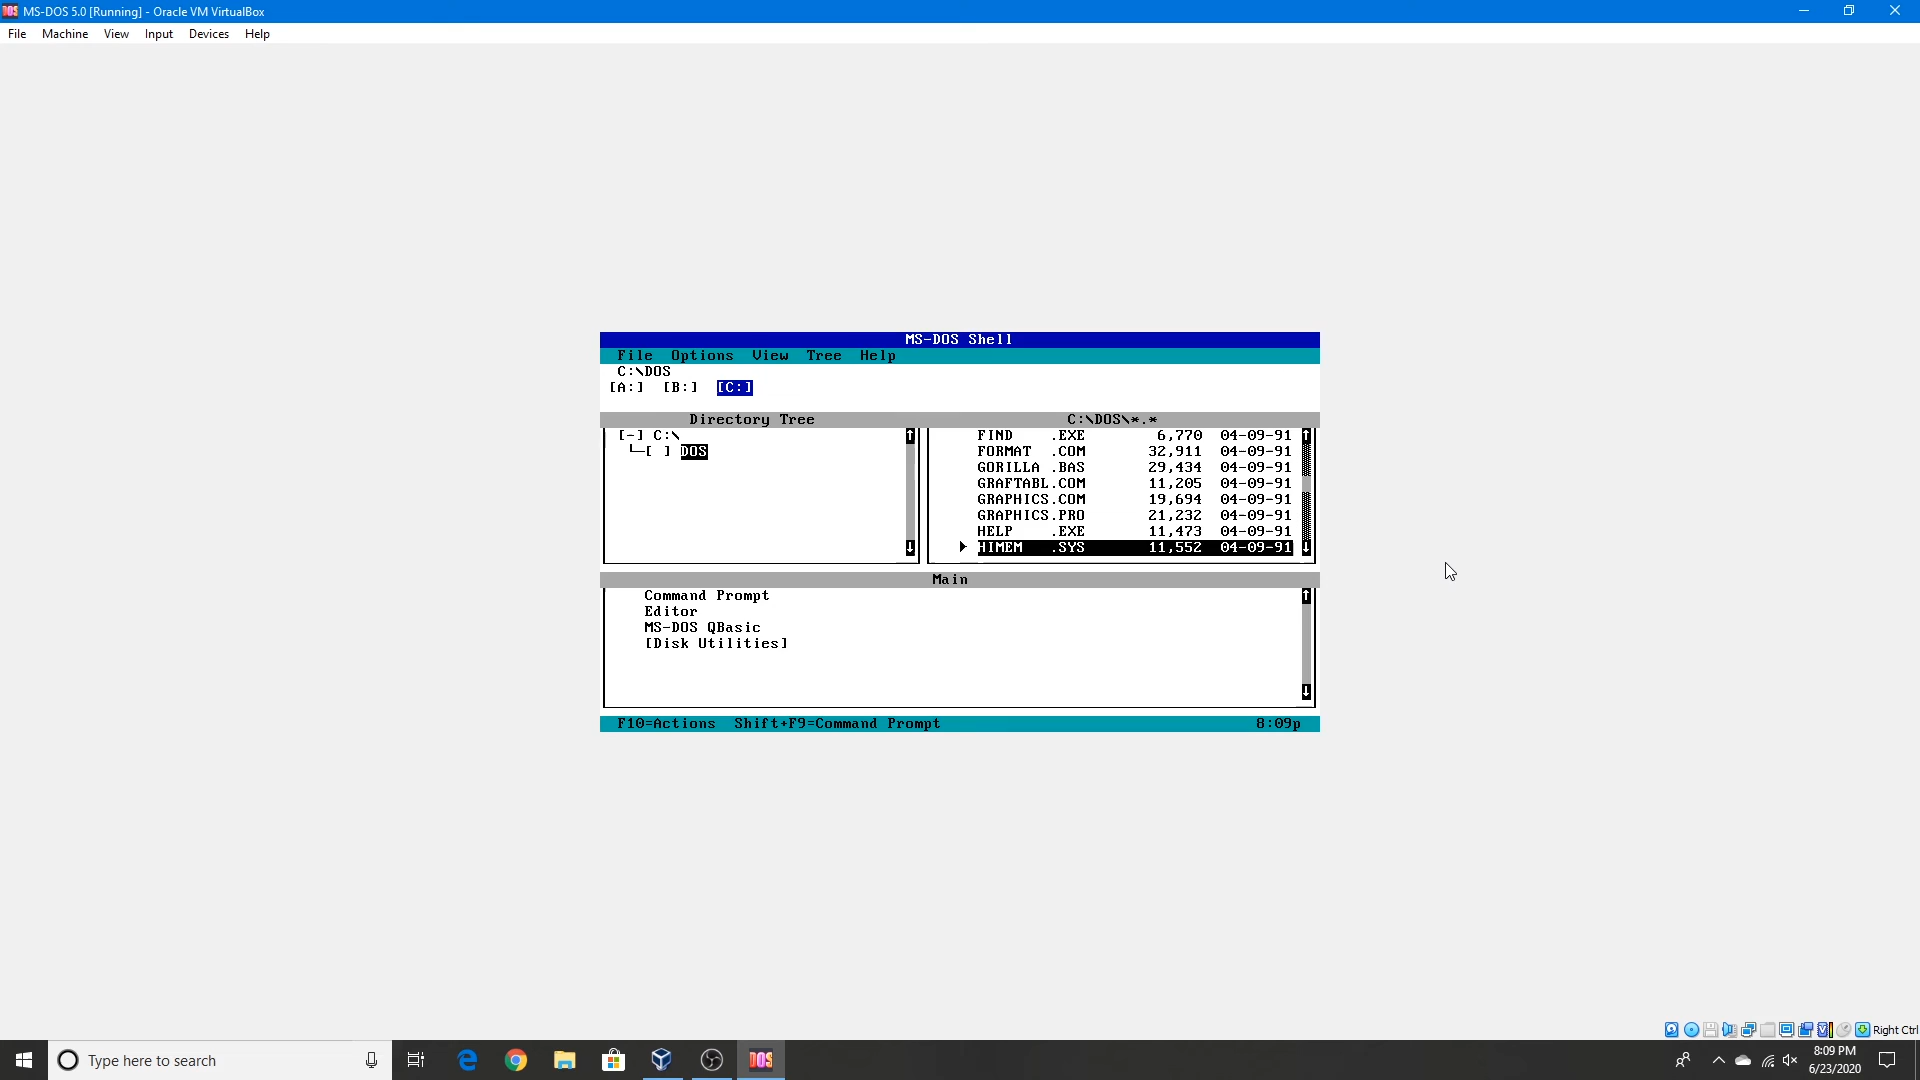 MS-DOS 5.0 [Running] - Oracle VM VirtualBox
File Machine View Input Devices Help
MS-DOS Shell
File Options View Tree Help
C:\DOS
[A:] [B:] [C:]
Directory Tree
[-] C:\
[ ] DOS
C:\DOS\*.*
FIND .EXE 6,770 04-09-91
FORMAT .COM 32,911 04-09-91
GORILLA .BAS 29,434 04-09-91
GRAFTABL.COM 11,205 04-09-91
GRAPHICS.COM 19,694 04-09-91
GRAPHICS.PRO 21,232 04-09-91
HELP .EXE 11,473 04-09-91
HIMEM .SYS 11,552 04-09-91
Main
Command Prompt
Editor
MS-DOS QBasic
[Disk Utilities]
F10=Actions Shift+F9=Command Prompt 8:09p
Right Ctrl
Type here to search
DOS
8:09 PM
6/23/2020